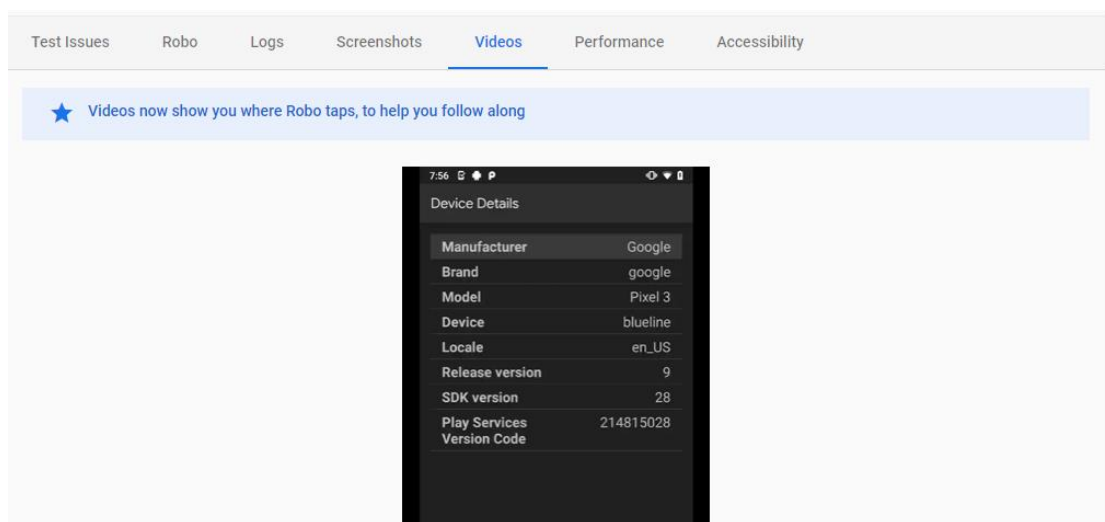 Test Issues Robo Logs Screenshots Videos Performance Accessibility
Videos now show you where Robo taps, to help you follow along
7:56
Device Details
Manufacturer Google
Brand google
Model Pixel 3
Device blueline
Locale en_US
Release version 9
SDK version 28
Play Services 214815028
Version Code